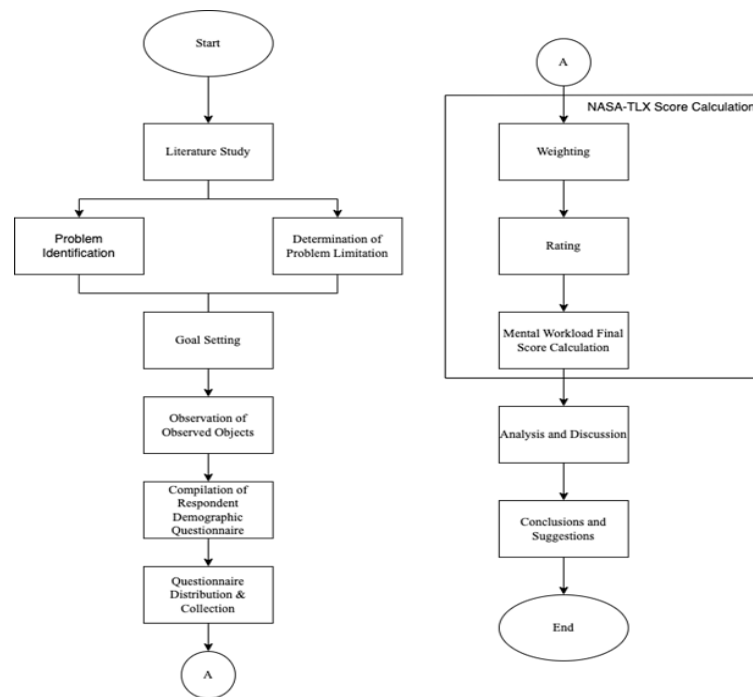 Start
Literature Study
Problem
Identification
Determination of
Problem Limitation
Goal Setting
Observation of
Observed Objects
Compilation of
Respondent
Demographic
Questionnaire
Questionnaire
Distribution &
Collection
A
A
NASA-TLX Score Calculation
Weighting
Rating
Mental Workload Final
Score Calculation
Analysis and Discussion
Conclusions and
Suggestions
End